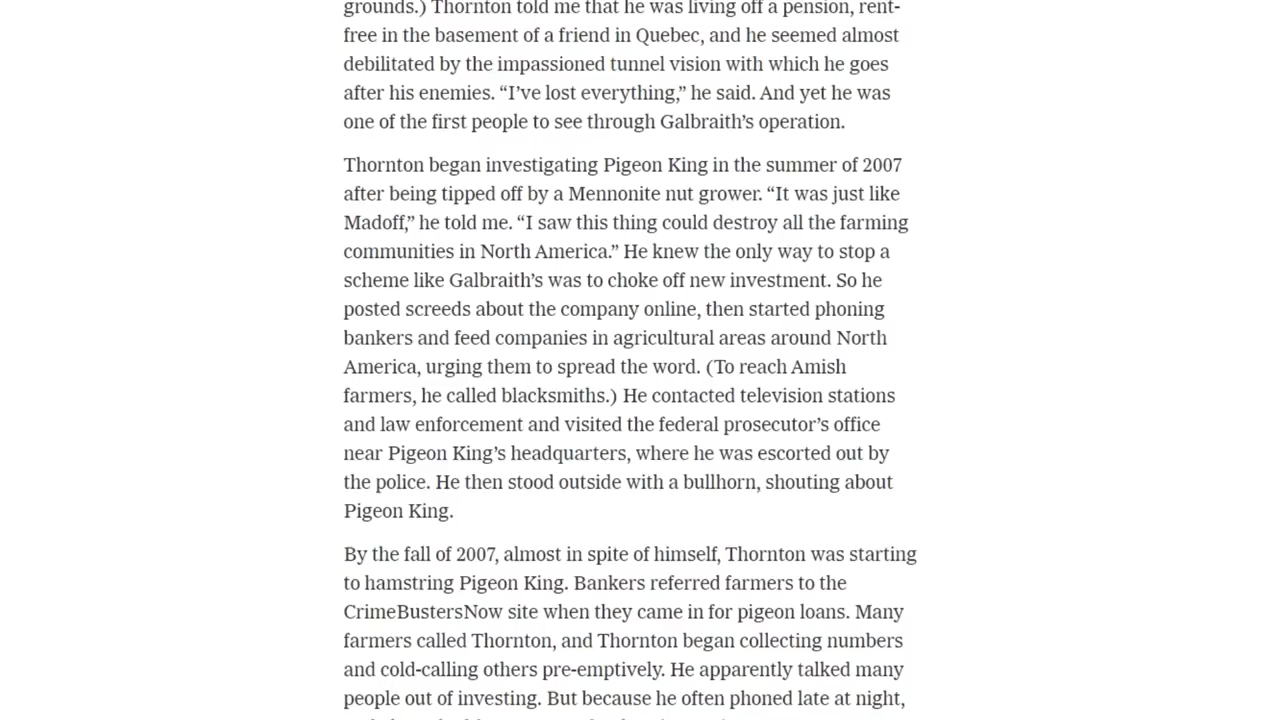 grounds.) Thornton told me that he was living off a pension, rent-
free in the basement of a friend in Quebec, and he seemed almost
debilitated by the impassioned tunnel vision with which he goes
after his enemies. “I’ve lost everything,” he said. And yet he was
one of the first people to see through Galbraith’s operation.
Thornton began investigating Pigeon King in the summer of 2007
after being tipped off by a Mennonite nut grower. “It was just like
Madoff,” he told me. “I saw this thing could destroy all the farming
communities in North America.” He knew the only way to stop a
scheme like Galbraith’s was to choke off new investment. So he
posted screeds about the company online, then started phoning
bankers and feed companies in agricultural areas around North
America, urging them to spread the word. (To reach Amish
farmers, he called blacksmiths.) He contacted television stations
and law enforcement and visited the federal prosecutor’s office
near Pigeon King’s headquarters, where he was escorted out by
the police. He then stood outside with a bullhorn, shouting about
Pigeon King.
By the fall of 2007, almost in spite of himself, Thornton was starting
to hamstring Pigeon King. Bankers referred farmers to the
CrimeBustersNow site when they came in for pigeon loans. Many
farmers called Thornton, and Thornton began collecting numbers
and cold-calling others pre-emptively. He apparently talked many
people out of investing. But because he often phoned late at night,